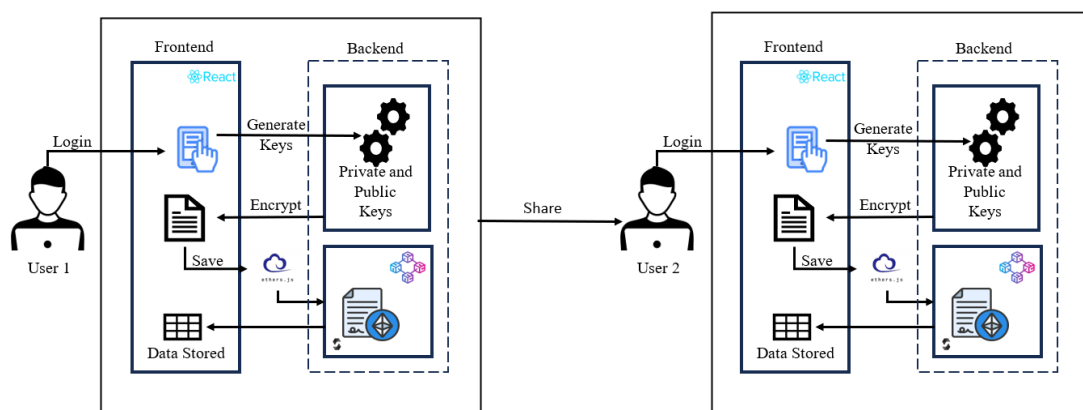 Frontend
Backend
React
Login
Generate
Keys
Private and
Public
Keys
Encrypt
User 1
Save
ethers.js
Data Stored
Share
Frontend
Backend
React
Login
Generate
Keys
Private and
Public
Keys
Encrypt
User 2
Save
ethers.js
Data Stored